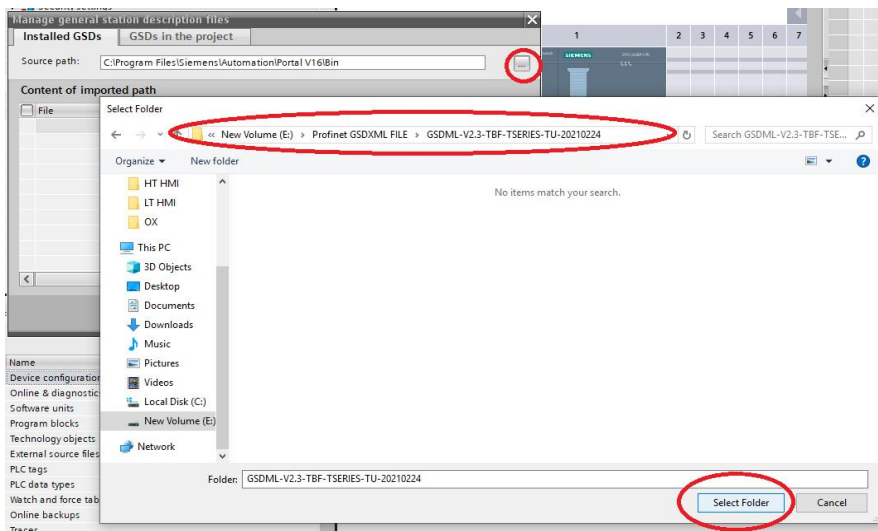 Security settings
Manage general station description files
Installed GSDs GSDs in the project
1 2 3 4 5 6 7
Source path: C:\Program Files\Siemens\Automation\Portal V16\Bin ...
SIEMENS
Content of imported path
File
Select Folder
« New Volume (E:) › Profinet GSDXML FILE › GSDML-V2.3-TBF-TSERIES-TU-20210224
Search GSDML-V2.3-TBF-TSE...
Organize New folder
HT HMI
LT HMI
OX
This PC
3D Objects
Desktop
Documents
Downloads
Music
Pictures
Videos
Local Disk (C:)
New Volume (E:)
Network
No items match your search.
Name
Device configuration
Online & diagnostic
Software units
Program blocks
Technology objects
External source files
PLC tags
PLC data types
Watch and force tab
Online backups
Traces
Folder: GSDML-V2.3-TBF-TSERIES-TU-20210224
Select Folder Cancel